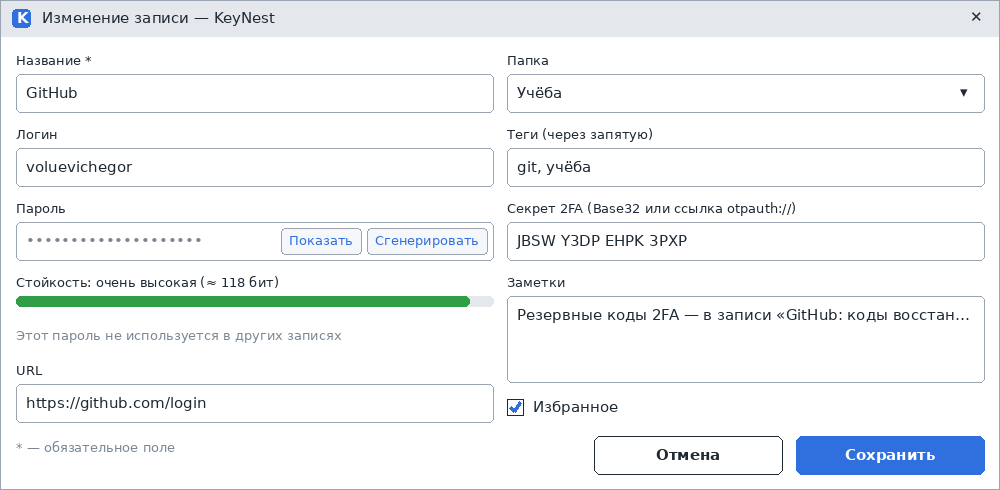 K Изменение записи — KeyNest ✕
Название *
GitHub
Логин
voluevichegor
Пароль
•••••••••••••••••••• Показать Сгенерировать
Стойкость: очень высокая (≈ 118 бит)
Этот пароль не используется в других записях
URL
https://github.com/login
* — обязательное поле
Папка
Учёба ▼
Теги (через запятую)
git, учёба
Секрет 2FA (Base32 или ссылка otpauth://)
JBSW Y3DP EHPK 3PXP
Заметки
Резервные коды 2FA — в записи «GitHub: коды восстан...
Избранное
Отмена Сохранить